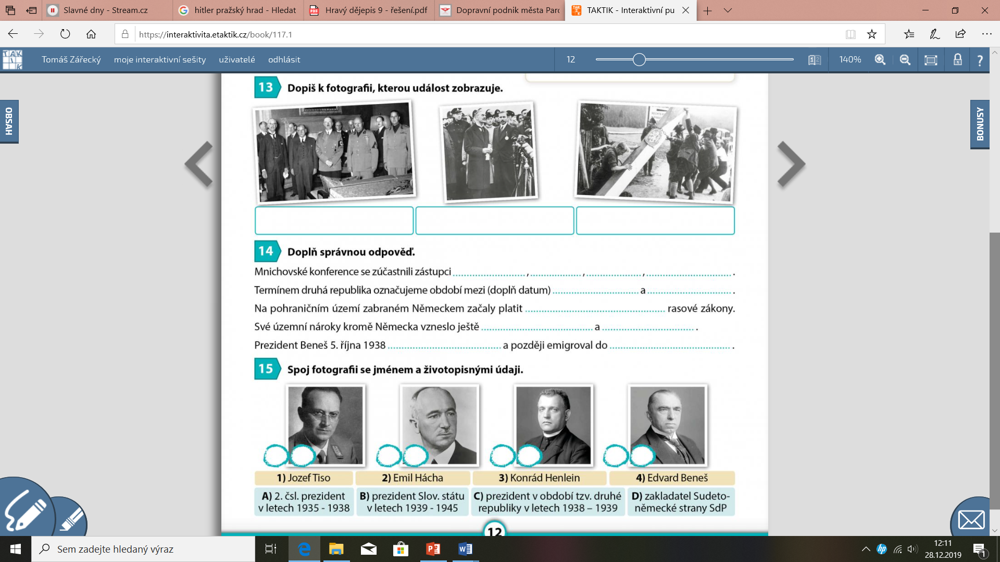 Slavné dny - Stream.cz
hitler pražský hrad - Hledat
Hravý dějepis 9 - řešení.pdf
Dopravní podnik města Parc
TAKTIK - Interaktivní pu
https://interaktivita.etaktik.cz/book/117.1
TAK
TIK
Tomáš Zářecký
moje interaktivní sešity
uživatelé
odhlásit
12
140%
?
OBSAH
BONUSY
13 Dopiš k fotografii, kterou událost zobrazuje.
14 Doplň správnou odpověď.
Mnichovské konference se zúčastnili zástupci ........................... , ................... , .................... , ............................... .
Termínem druhá republika označujeme období mezi (doplň datum) ................................ a ............................... .
Na pohraničním území zabraném Německem začaly platit .................................................... rasové zákony.
Své územní nároky kromě Německa vzneslo ještě ......................................... a .................................. .
Prezident Beneš 5. října 1938 .......................................... a později emigroval do ............................................ .
15 Spoj fotografii se jménem a životopisnými údaji.
1) Jozef Tiso
2) Emil Hácha
3) Konrád Henlein
4) Edvard Beneš
A) 2. čsl. prezident
v letech 1935 - 1938
B) prezident Slov. státu
v letech 1939 - 1945
C) prezident v období tzv. druhé
republiky v letech 1938 – 1939
D) zakladatel Sudeto-
německé strany SdP
12
Sem zadejte hledaný výraz
12:11
28.12.2019
1